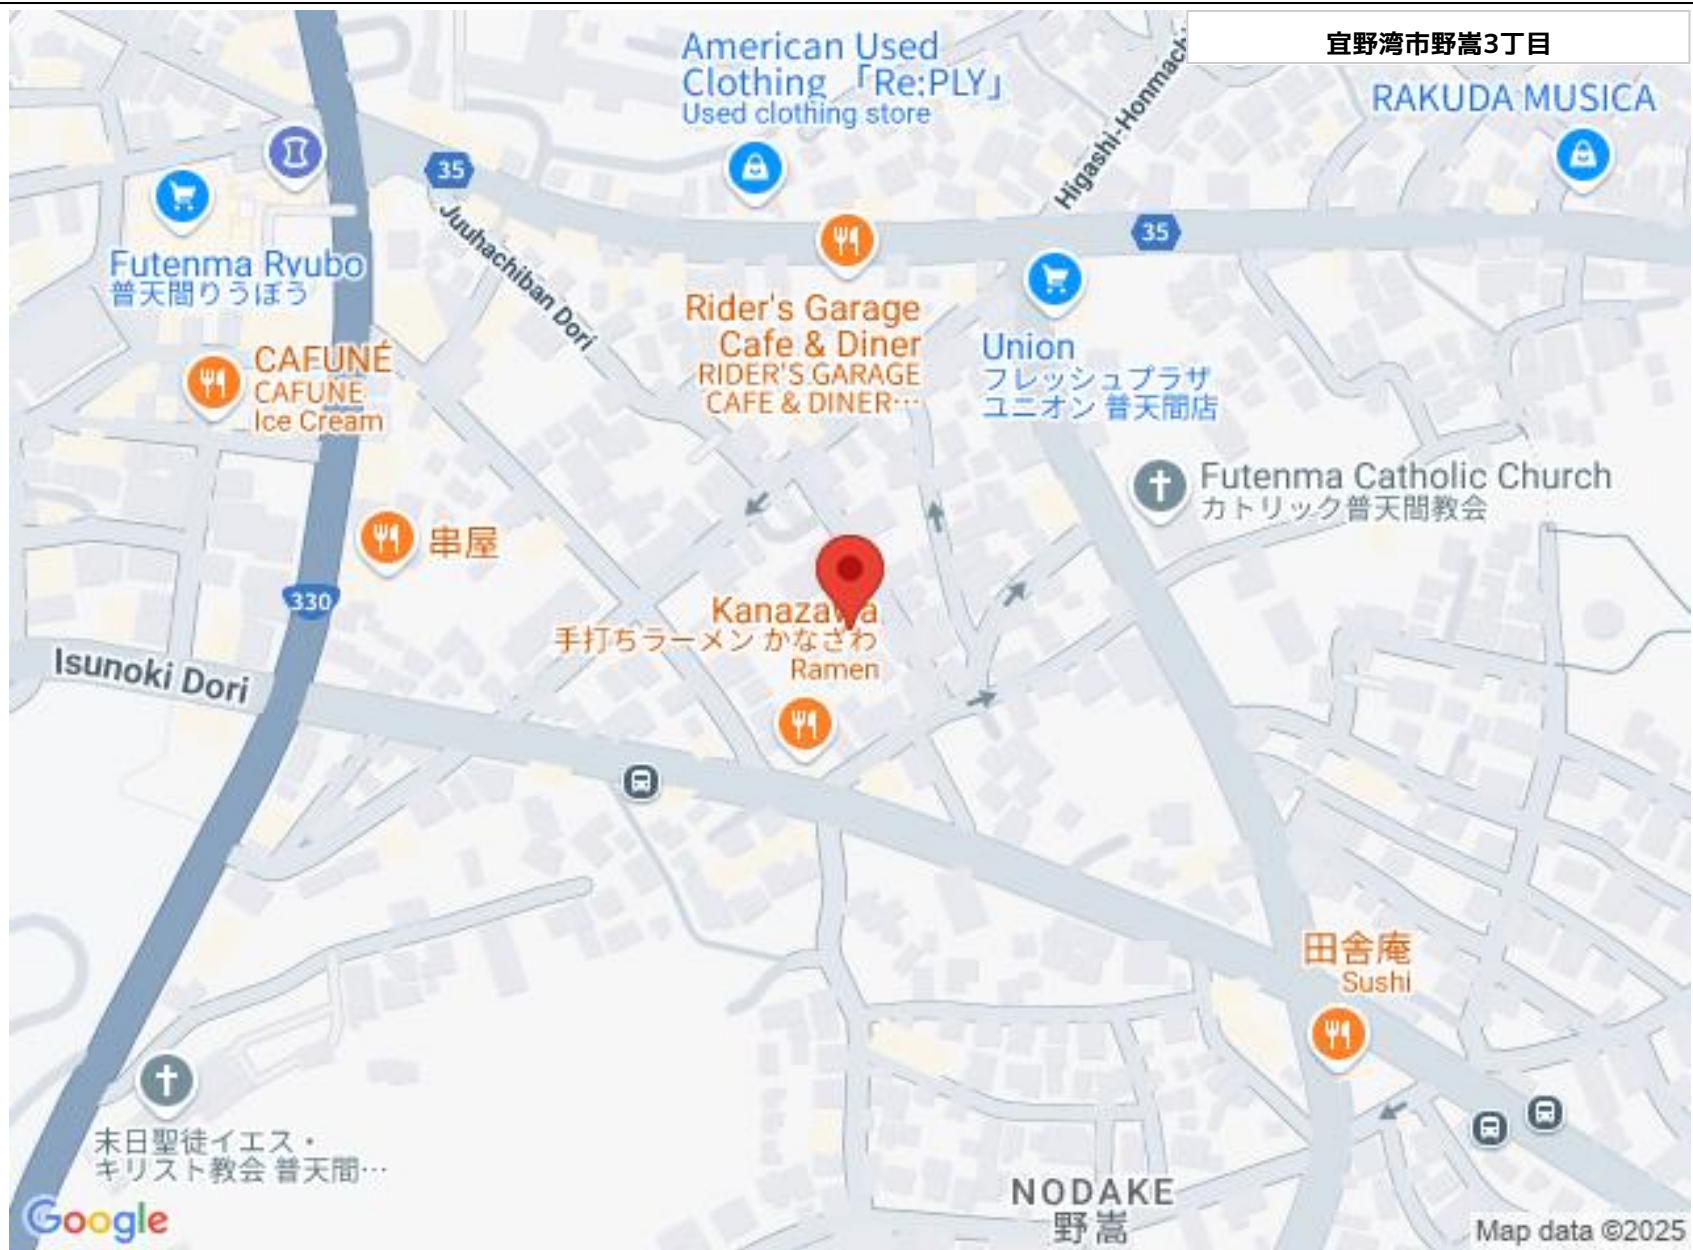 宜野湾市野嵩3丁目
American Used
Clothing 「Re:PLY」
Used clothing store
Higashi-Honmachi
RAKUDA MUSICA
35
35
Juuhachiban Dori
Futenma Ryubo
普天間りうぼう
Rider's Garage
Cafe & Diner
RIDER'S GARAGE
CAFE & DINER…
Union
フレッシュプラザ
ユニオン 普天間店
CAFUNÉ
CAFUNE
Ice Cream
Futenma Catholic Church
カトリック普天間教会
串屋
330
Kanazawa
手打ちラーメン かなざわ
Ramen
Isunoki Dori
田舎庵
Sushi
末日聖徒イエス・
キリスト教会 普天間…
NODAKE
野嵩
Google
Map data ©2025